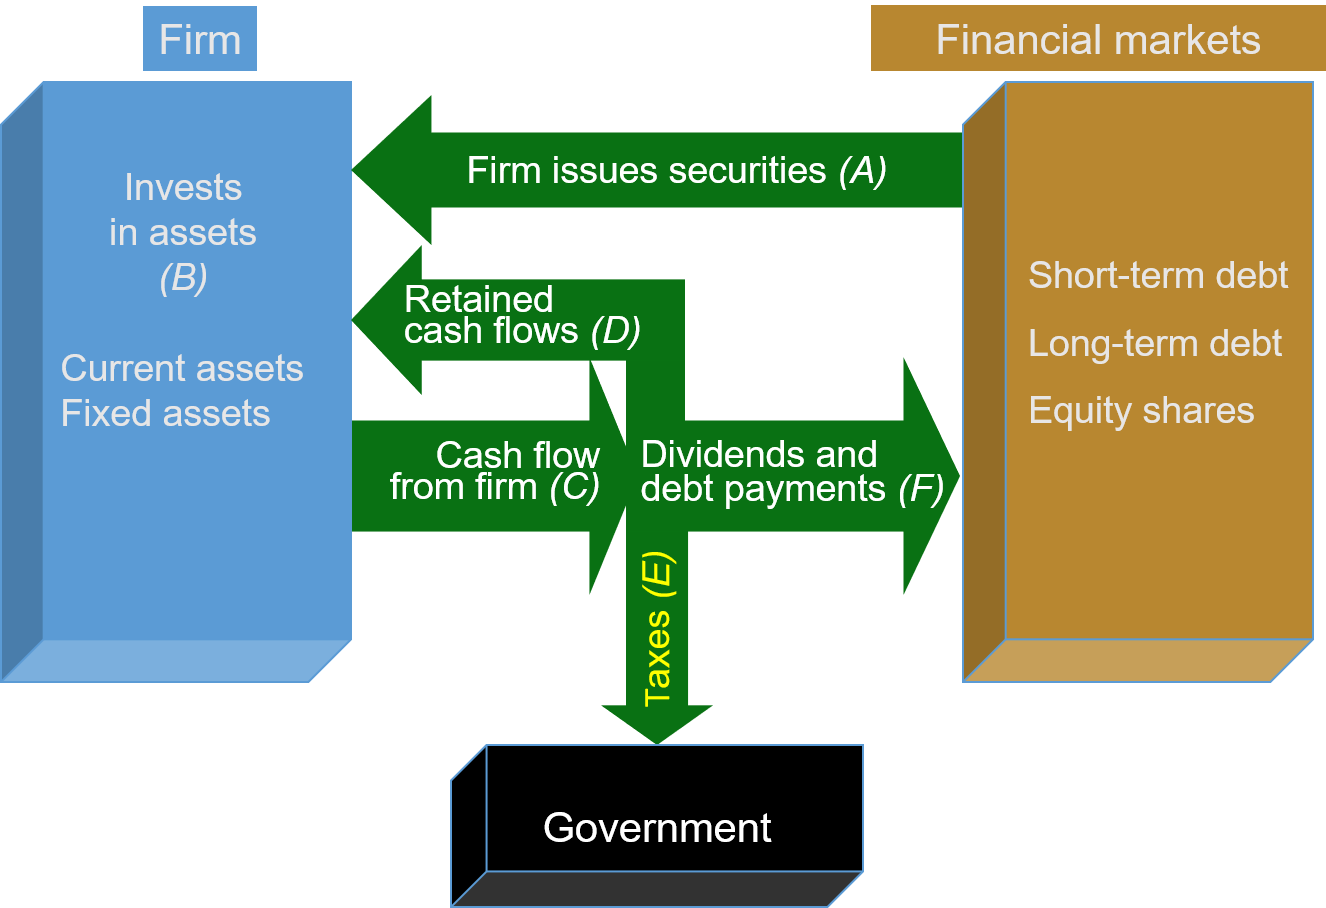 Firm
Financial markets
Firm issues securities (A)
Invests
in assets
(B)
Current assets
Fixed assets
Retained
cash flows (D)
Short-term debt
Long-term debt
Equity shares
Cash flow
from firm (C)
Dividends and
debt payments (F)
Taxes (E)
Government